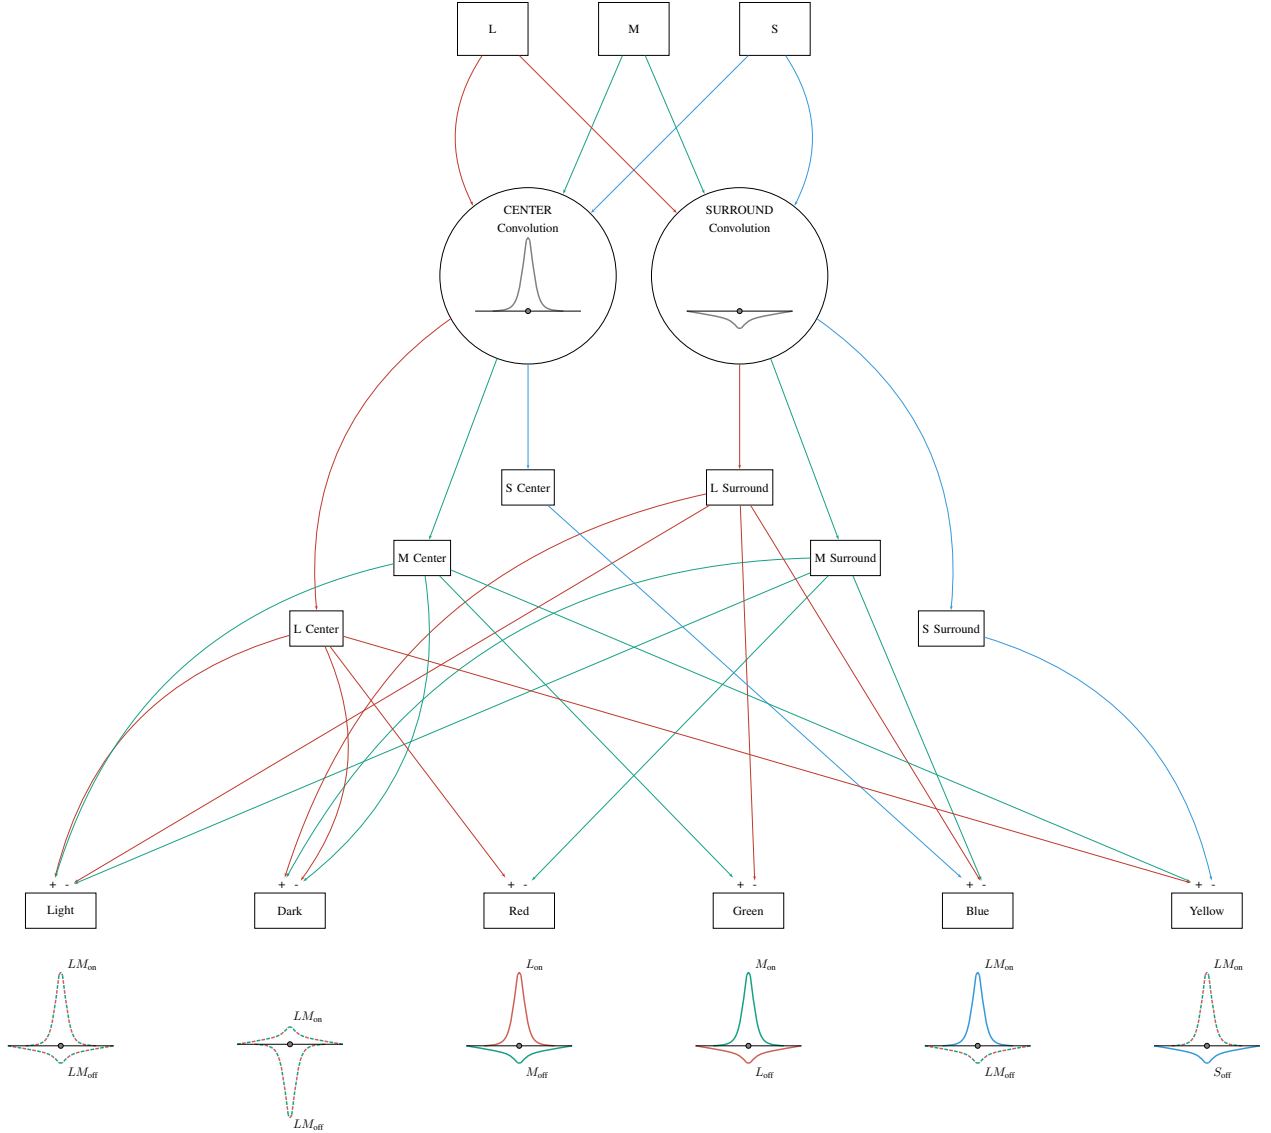 L
M
S
CENTER
Convolution
SURROUND
Convolution
S Center
L Surround
M Center
M Surround
L Center
S Surround
+ -
+ -
+ -
+ -
+ -
+ -
Light
Dark
Red
Green
Blue
Yellow
LMon
LMon
Lon
Mon
LMon
LMon
LMoff
LMoff
Moff
Loff
LMoff
Soff